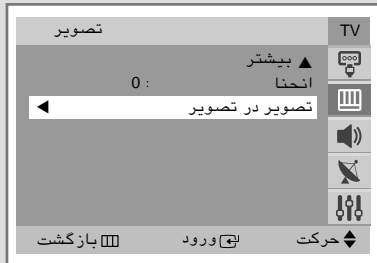 TV تصویر
▲ بیشتر
انحنا : 0
تصویر در تصویر ◀
حرکت ورود بازگشت